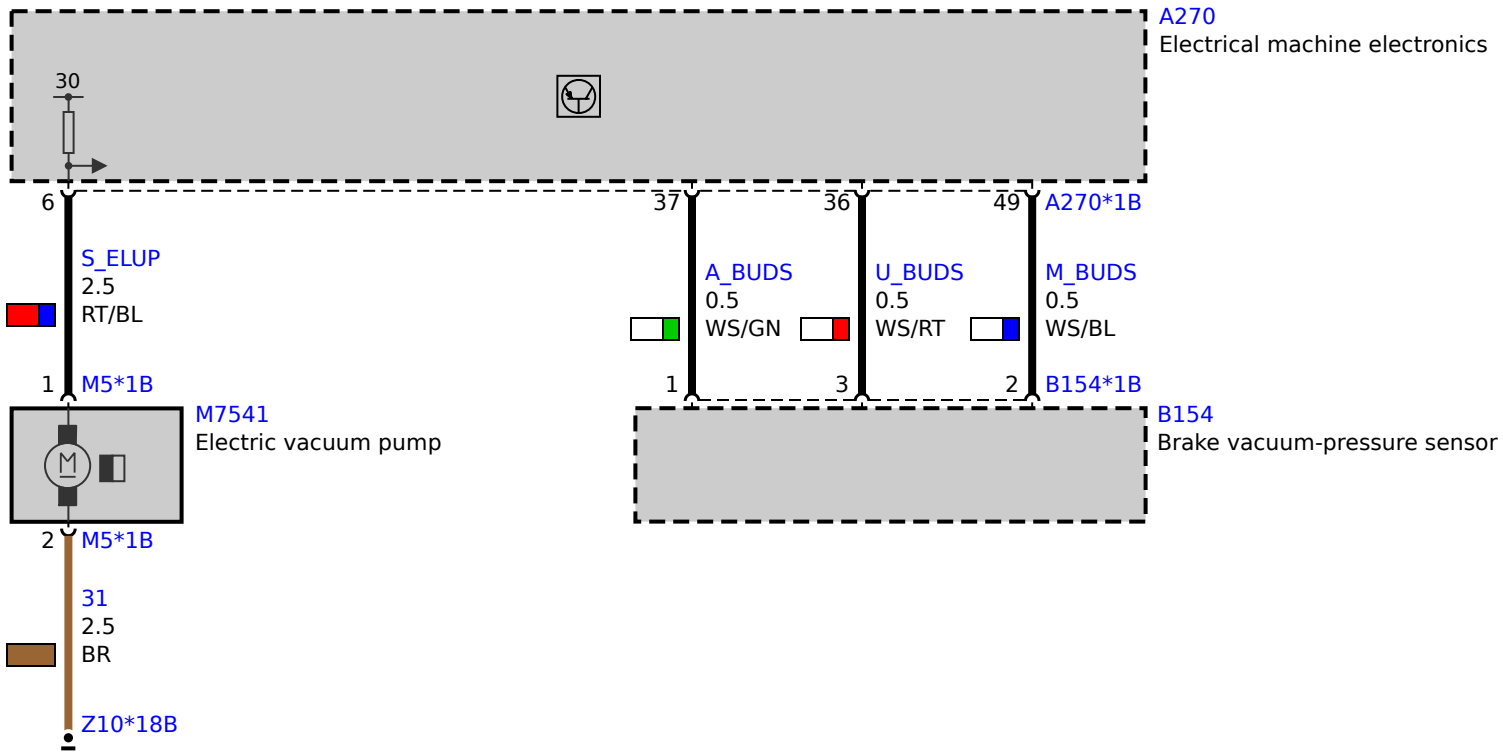 A270
Electrical machine electronics
30
6
37
36
49
A270*1B
S_ELUP
2.5
RT/BL
A_BUDS
0.5
WS/GN
U_BUDS
0.5
WS/RT
M_BUDS
0.5
WS/BL
1
M5*1B
1
3
2
B154*1B
M7541
Electric vacuum pump
M
B154
Brake vacuum-pressure sensor
2
M5*1B
31
2.5
BR
Z10*18B